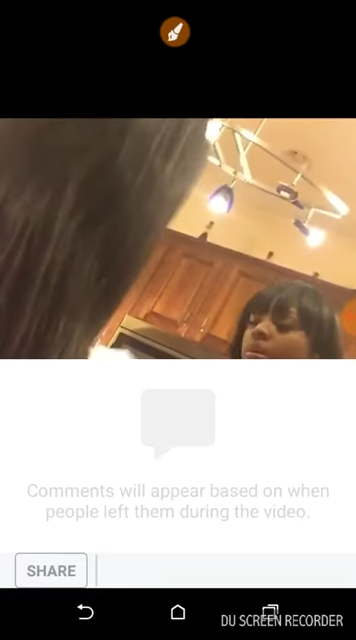 Comments will appear based on when
people left them during the video.
SHARE
DU SCREEN RECORDER